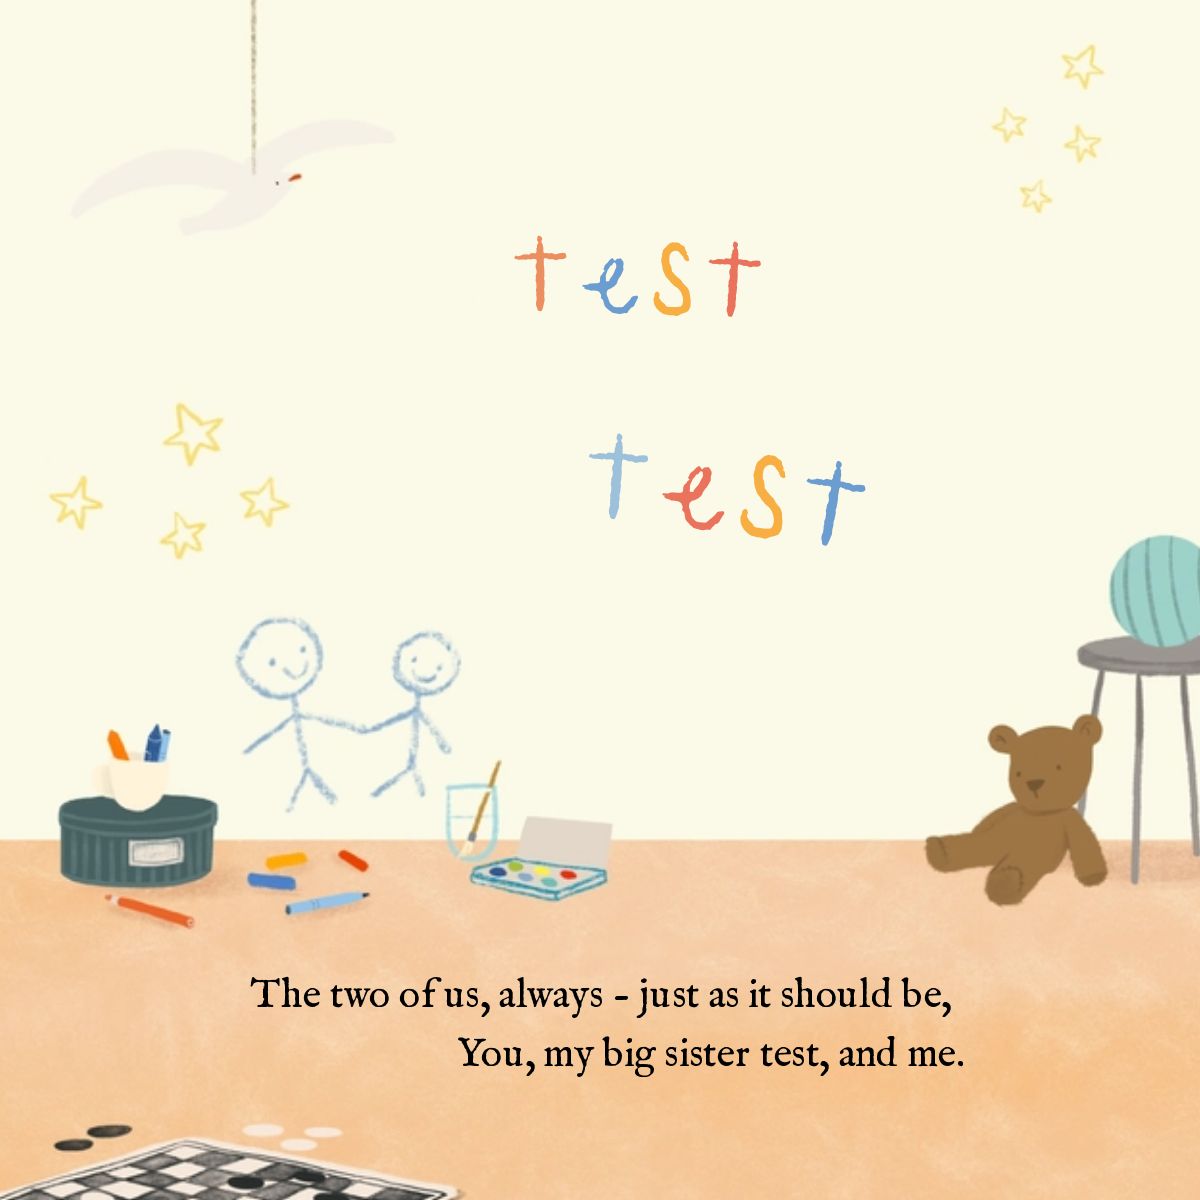 test
test
The two of us, always - just as it should be,
You, my big sister test, and me.